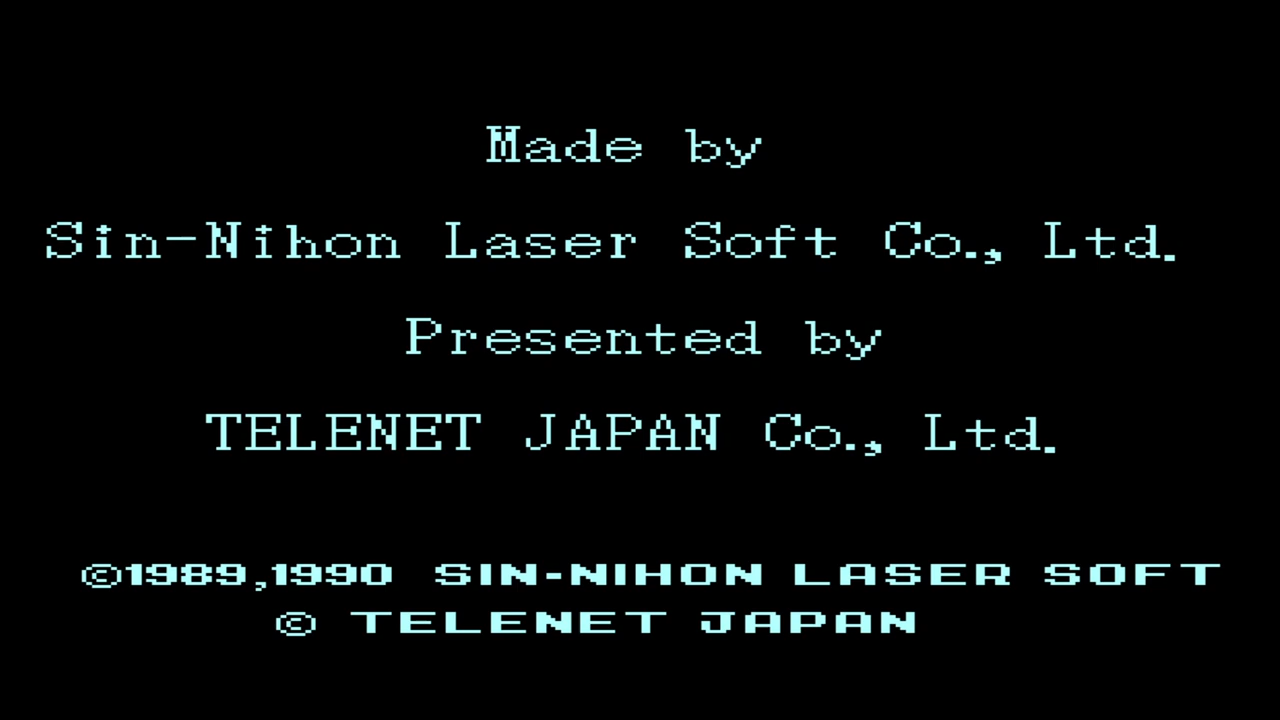 Made by
Sin-Nihon Laser Soft Co., Ltd.
Presented by
TELENET JAPAN Co., Ltd.
©1989,1990 SIN-NIHON LASER SOFT
© TELENET JAPAN